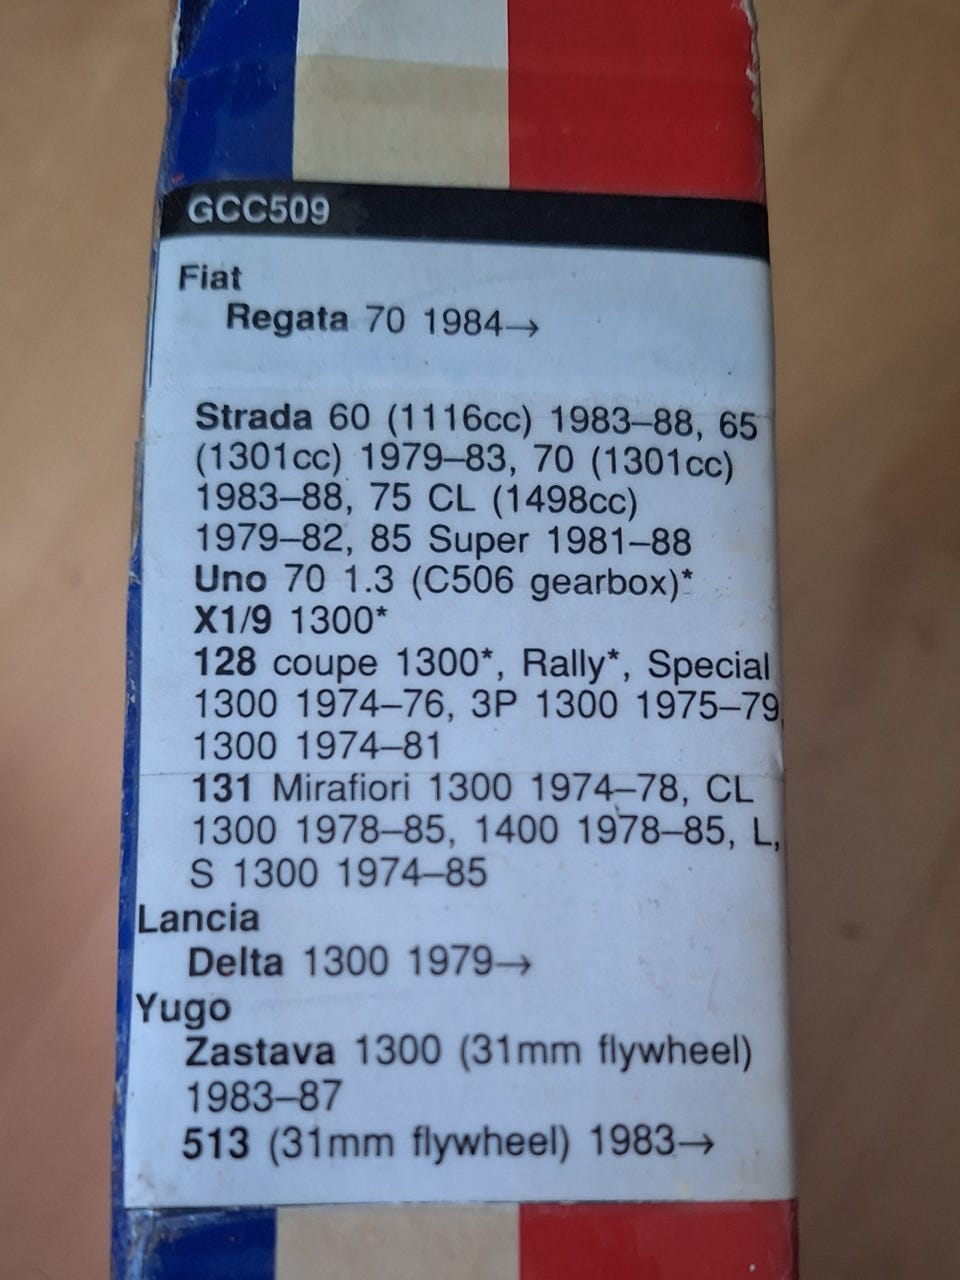 GCC509
Fiat
Regata 70 1984→
Strada 60 (1116cc) 1983–88, 65
(1301cc) 1979–83, 70 (1301cc)
1983–88, 75 CL (1498cc)
1979–82, 85 Super 1981–88
Uno 70 1.3 (C506 gearbox)*
X1/9 1300*
128 coupe 1300*, Rally*, Special
1300 1974–76, 3P 1300 1975–79,
1300 1974–81
131 Mirafiori 1300 1974–78, CL
1300 1978–85, 1400 1978–85, L,
S 1300 1974–85
Lancia
Delta 1300 1979→
Yugo
Zastava 1300 (31mm flywheel)
1983–87
513 (31mm flywheel) 1983→